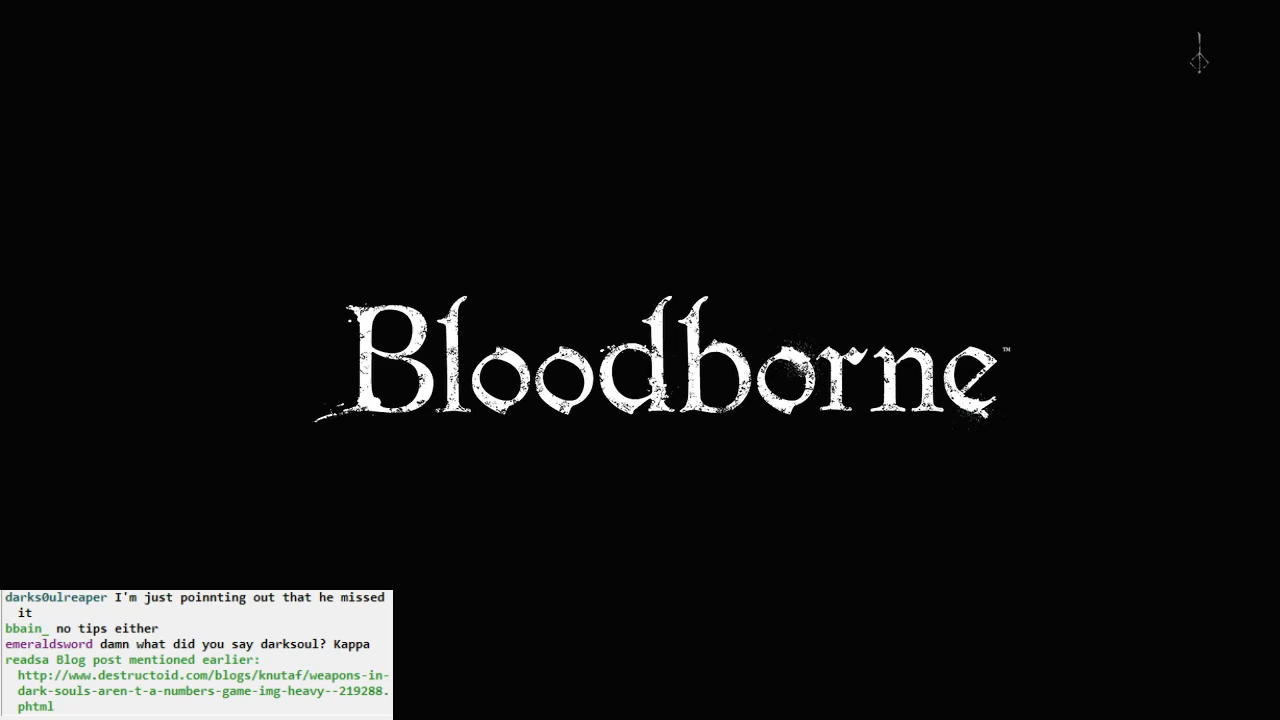 Bloodborne™
darks0ulreaper I'm just poinnting out that he missed
it
bbain_ no tips either
emeraldsword damn what did you say darksoul? Kappa
readsa Blog post mentioned earlier:
http://www.destructoid.com/blogs/knutaf/weapons-in-
dark-souls-aren-t-a-numbers-game-img-heavy--219288.
phtml